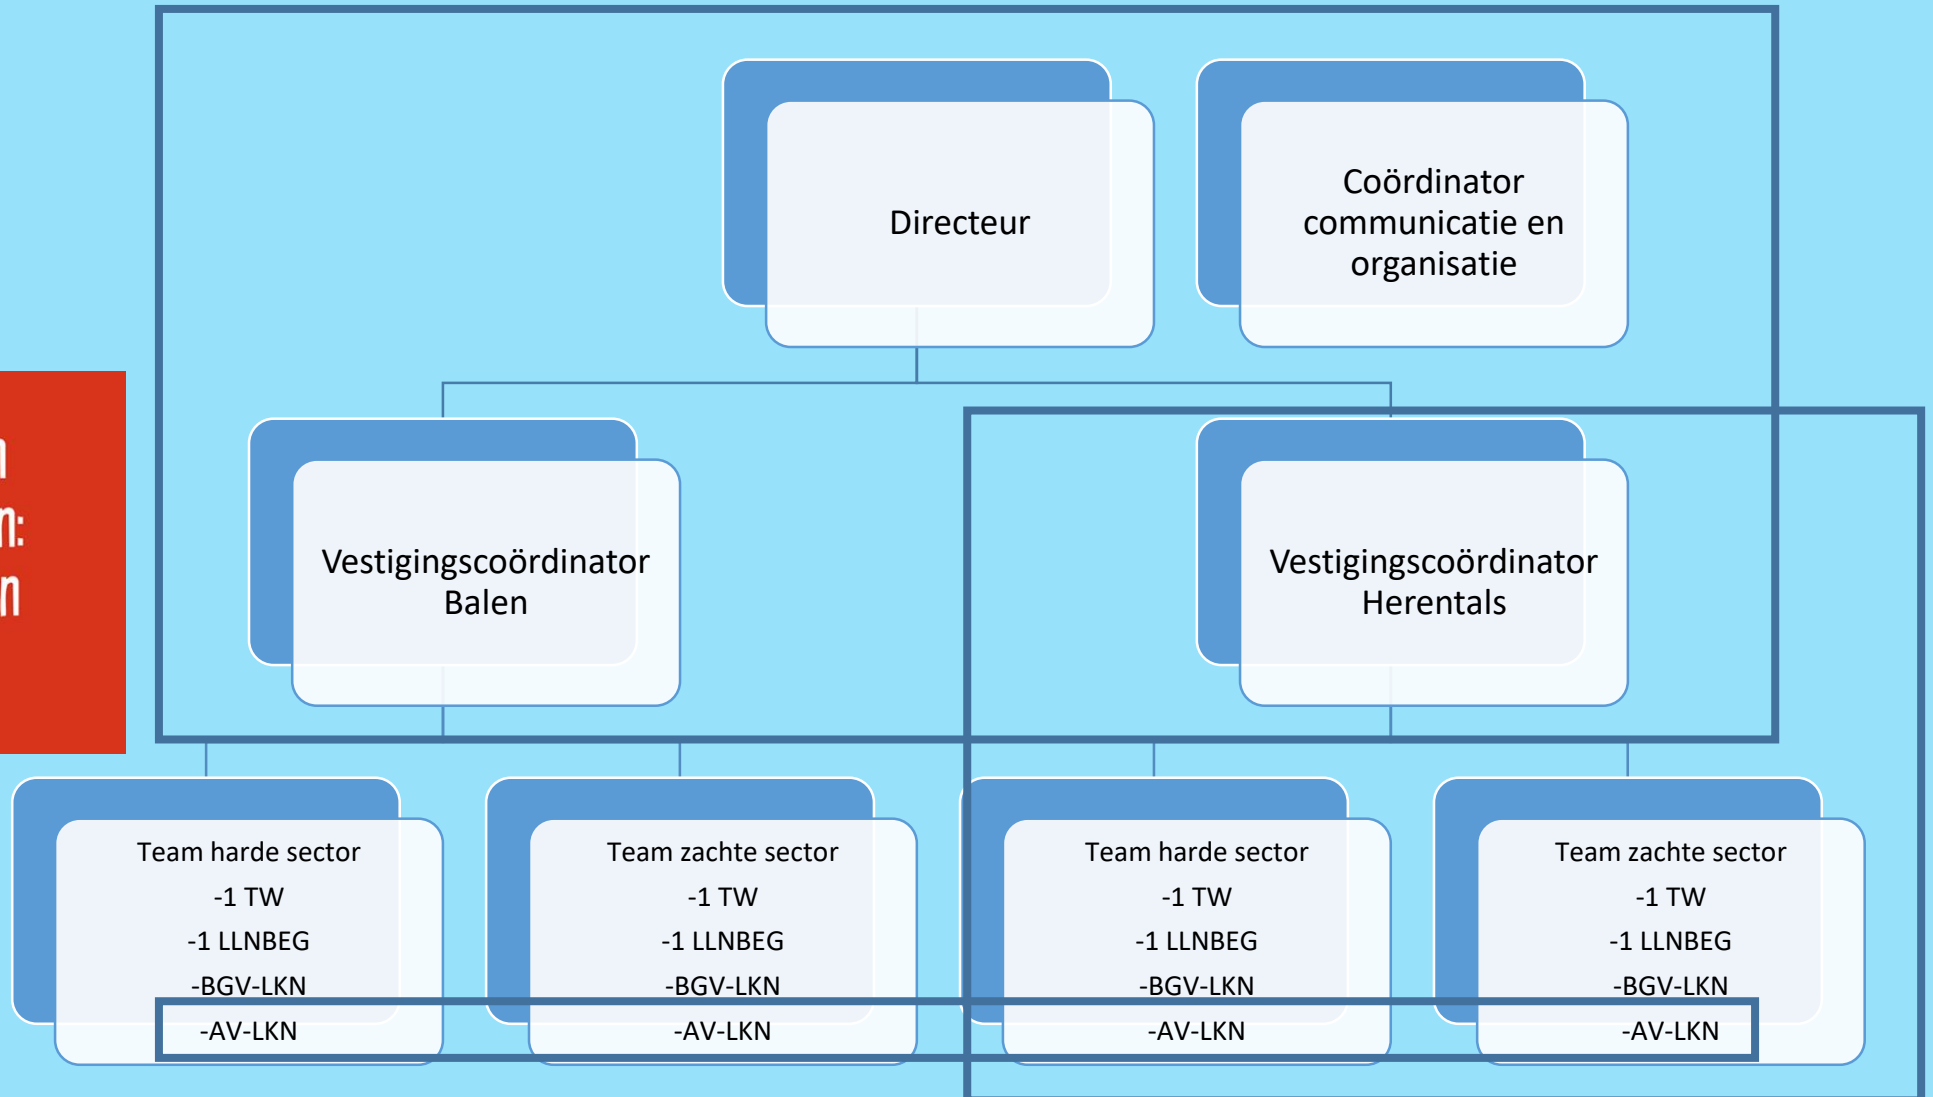 Directeur
Coördinator
communicatie en
organisatie
Vestigingscoördinator
Balen
Vestigingscoördinator
Herentals
Team harde sector
-1 TW
-1 LLNBEG
-BGV-LKN
-AV-LKN
Team zachte sector
-1 TW
-1 LLNBEG
-BGV-LKN
-AV-LKN
Team harde sector
-1 TW
-1 LLNBEG
-BGV-LKN
-AV-LKN
Team zachte sector
-1 TW
-1 LLNBEG
-BGV-LKN
-AV-LKN